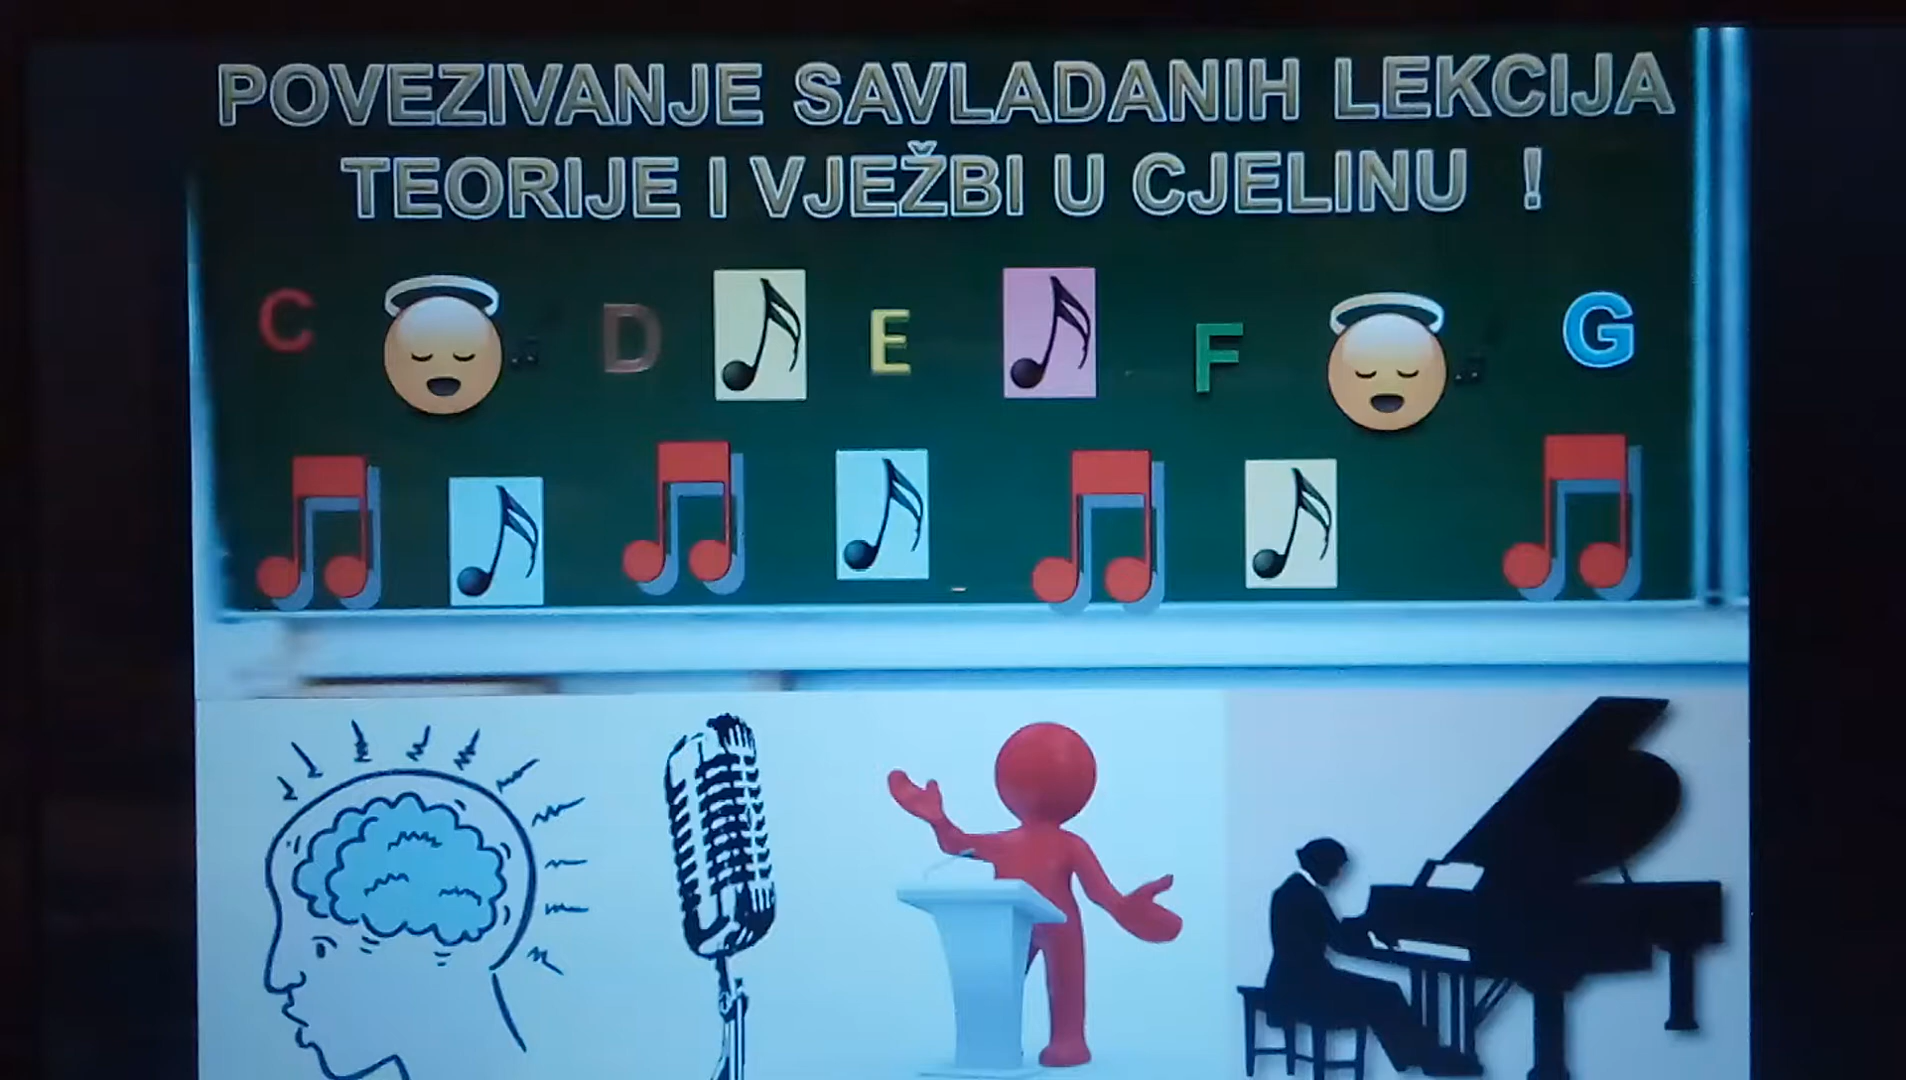 POVEZIVANJE SAVLADANIH LEKCIJA
TEORIJE I VJEŽBI U CJELINU !
C D E F G